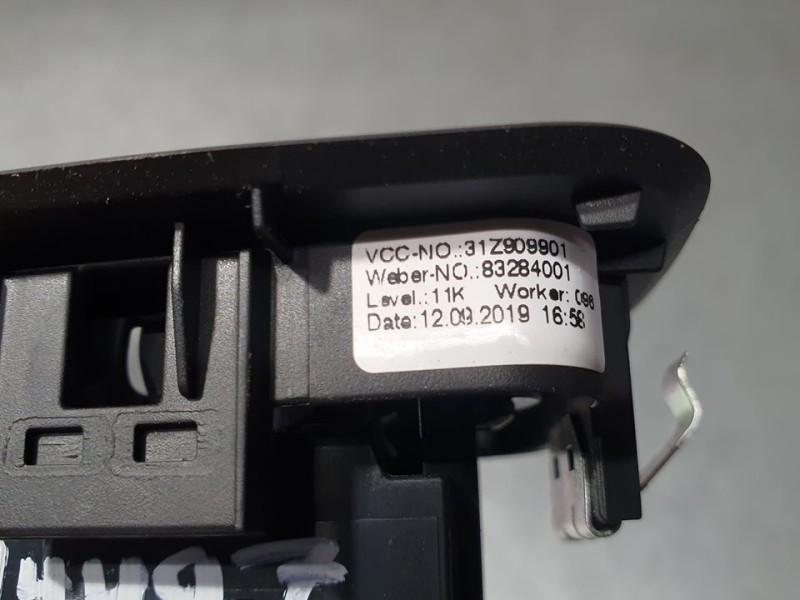 VCC-NO.:31Z909901
Weber-NO.:83284001
Level.:11K Worker: 096
Date:12.09.2019 16:58